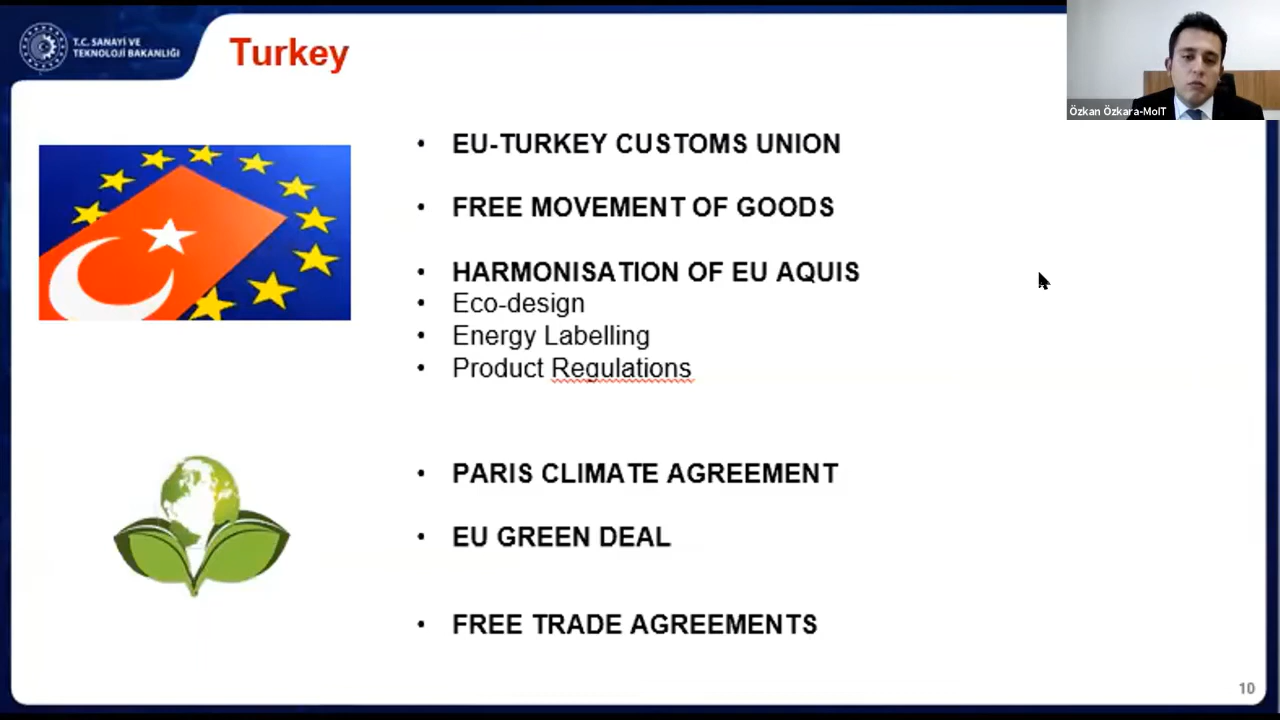 T.C. SANAYİ VE
TEKNOLOJİ BAKANLIĞI
Turkey
Özkan Özkara-MoIT
• EU-TURKEY CUSTOMS UNION
• FREE MOVEMENT OF GOODS
• HARMONISATION OF EU AQUIS
• Eco-design
• Energy Labelling
• Product Regulations
• PARIS CLIMATE AGREEMENT
• EU GREEN DEAL
• FREE TRADE AGREEMENTS
10